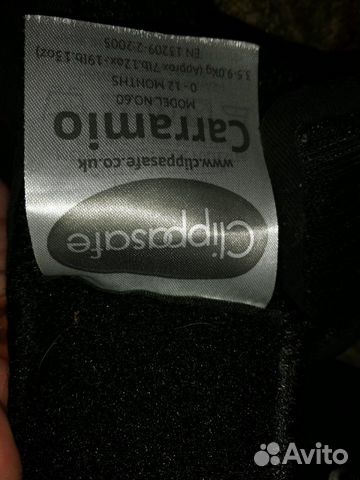 Clippasafe
www.clippasafe.co.uk
Carramio
MODEL NO.60
0 - 12 MONTHS
3.5-9.0kg (Approx 7lb.12oz.-19lb.13oz)
EN 13209-2:2005
Avito